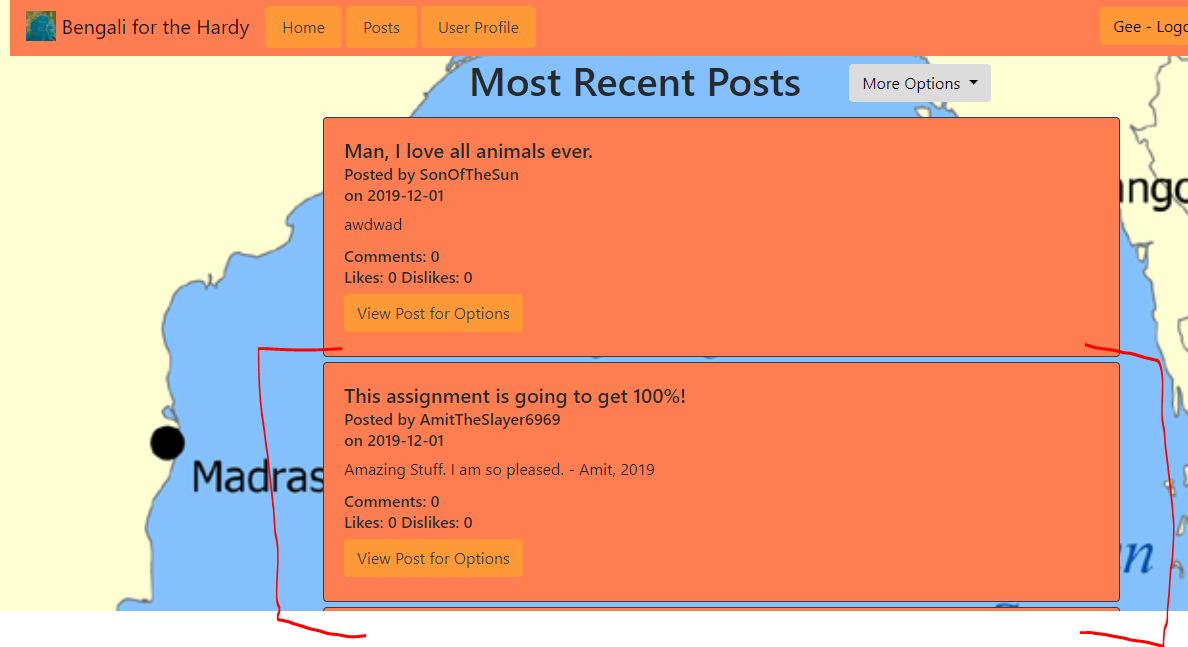 Bengali for the Hardy Home Posts User Profile
Most Recent Posts More Options
Man, I love all animals ever.
Posted by SonOfTheSun
on 2019-12-01
awdwad
Comments: 0
Likes: 0 Dislikes: 0
View Post for Options
This assignment is going to get 100%!
Posted by AmitTheSlayer6969
on 2019-12-01
Amazing Stuff. I am so pleased. - Amit, 2019
Comments: 0
Likes: 0 Dislikes: 0
View Post for Options
Madras